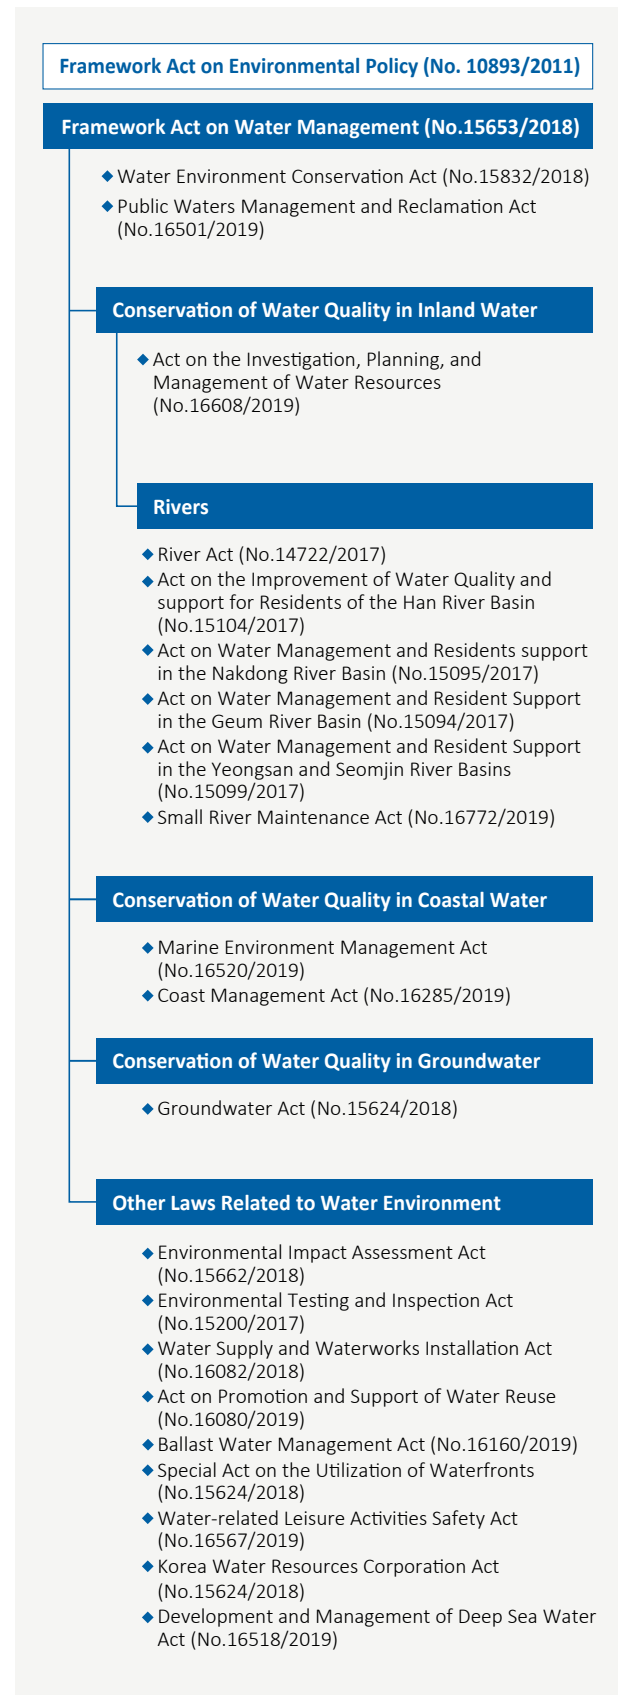 Framework Act on Environmental Policy (No. 10893/2011)
Framework Act on Water Management (No.15653/2018)
◆Water Environment Conservation Act (No.15832/2018)
◆Public Waters Management and Reclamation Act
(No.16501/2019)
Conservation of Water Quality in Inland Water
◆Act on the Investigation, Planning, and
Management of Water Resources
(No.16608/2019)
Rivers
◆River Act (No.14722/2017)
◆Act on the Improvement of Water Quality and
support for Residents of the Han River Basin
(No.15104/2017)
◆Act on Water Management and Residents support
in the Nakdong River Basin (No.15095/2017)
◆Act on Water Management and Resident Support
in the Geum River Basin (No.15094/2017)
◆Act on Water Management and Resident Support
in the Yeongsan and Seomjin River Basins
(No.15099/2017)
◆Small River Maintenance Act (No.16772/2019)
Conservation of Water Quality in Coastal Water
◆Marine Environment Management Act
(No.16520/2019)
◆Coast Management Act (No.16285/2019)
Conservation of Water Quality in Groundwater
◆Groundwater Act (No.15624/2018)
Other Laws Related to Water Environment
◆Environmental Impact Assessment Act
(No.15662/2018)
◆Environmental Testing and Inspection Act
(No.15200/2017)
◆Water Supply and Waterworks Installation Act
(No.16082/2018)
◆Act on Promotion and Support of Water Reuse
(No.16080/2019)
◆Ballast Water Management Act (No.16160/2019)
◆Special Act on the Utilization of Waterfronts
(No.15624/2018)
◆Water-related Leisure Activities Safety Act
(No.16567/2019)
◆Korea Water Resources Corporation Act
(No.15624/2018)
◆Development and Management of Deep Sea Water
Act (No.16518/2019)